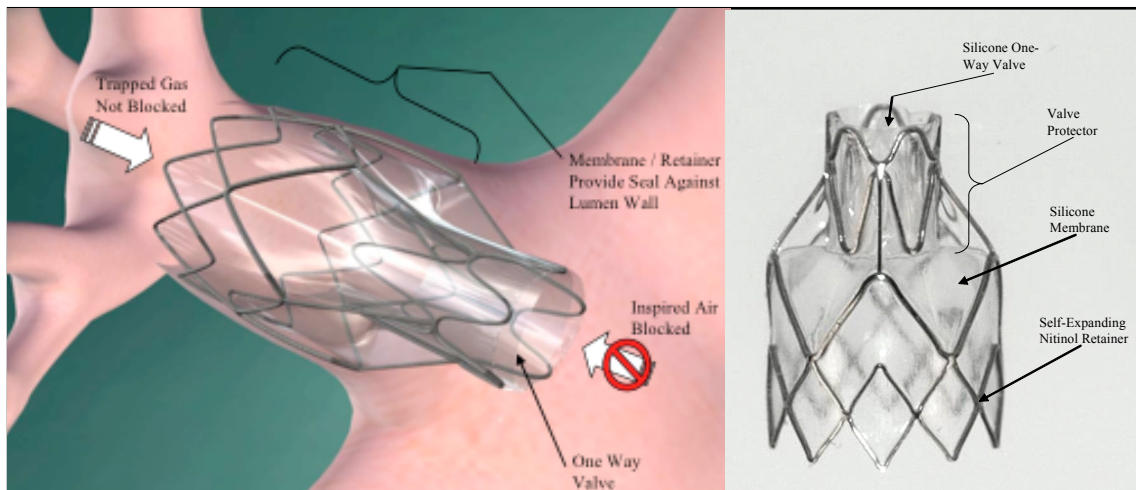 Trapped Gas
Not Blocked
Membrane / Retainer
Provide Seal Against
Lumen Wall
Inspired Air
Blocked
One Way
Valve
Silicone One-
Way Valve
Valve
Protector
Silicone
Membrane
Self-Expanding
Nitinol Retainer